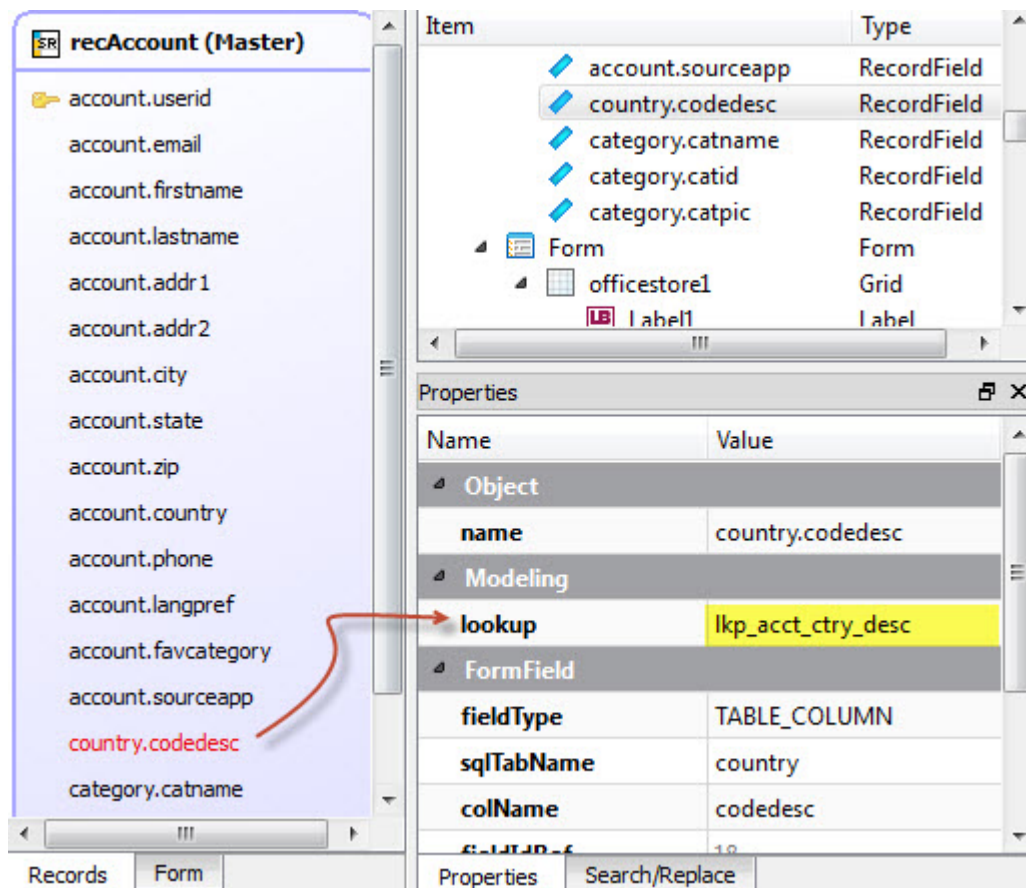 SR recAccount (Master)
account.userid
account.email
account.firstname
account.lastname
account.addr1
account.addr2
account.city
account.state
account.zip
account.country
account.phone
account.langpref
account.favcategory
account.sourceapp
country.codedesc
category.catname
Records Form
Item Type
account.sourceapp RecordField
country.codedesc RecordField
category.catname RecordField
category.catid RecordField
category.catpic RecordField
Form Form
officestore1 Grid
LB Label1 Label
Properties
Name Value
Object
name country.codedesc
Modeling
lookup lkp_acct_ctry_desc
FormField
fieldType TABLE_COLUMN
sqlTabName country
colName codedesc
fieldIdRef 18
Properties Search/Replace